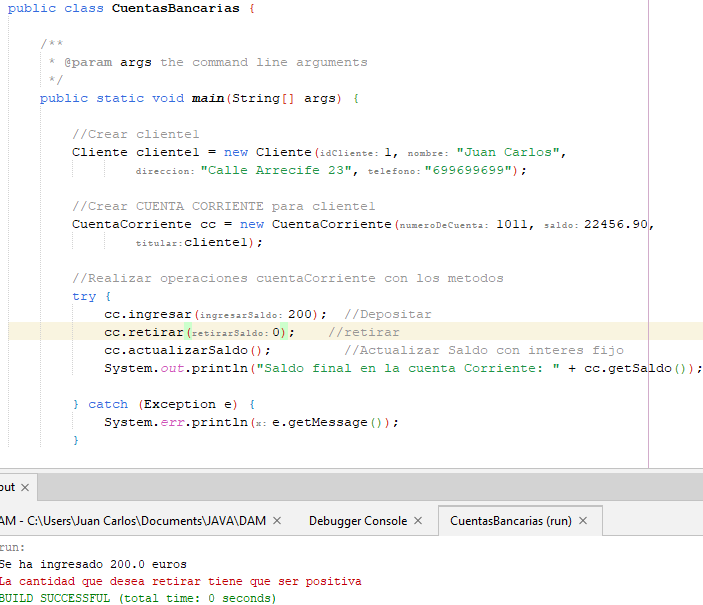 public class CuentasBancarias {
/**
* @param args the command line arguments
*/
public static void main(String[] args) {
//Crear cliente1
Cliente cliente1 = new Cliente(idCliente: 1, nombre: "Juan Carlos",
direccion: "Calle Arrecife 23", telefono: "699699699");
//Crear CUENTA CORRIENTE para cliente1
CuentaCorriente cc = new CuentaCorriente(numeroDeCuenta: 1011, saldo: 22456.90,
titular: cliente1);
//Realizar operaciones cuentaCorriente con los metodos
try {
cc.ingresar(ingresarSaldo: 200); //Depositar
cc.retirar(retirarSaldo: 0); //retirar
cc.actualizarSaldo(); //Actualizar Saldo con interes fijo
System.out.println("Saldo final en la cuenta Corriente: " + cc.getSaldo());
} catch (Exception e) {
System.err.println(x: e.getMessage());
}
out ×
AM - C:\Users\Juan Carlos\Documents\JAVA\DAM × Debugger Console × CuentasBancarias (run) ×
run:
Se ha ingresado 200.0 euros
La cantidad que desea retirar tiene que ser positiva
BUILD SUCCESSFUL (total time: 0 seconds)